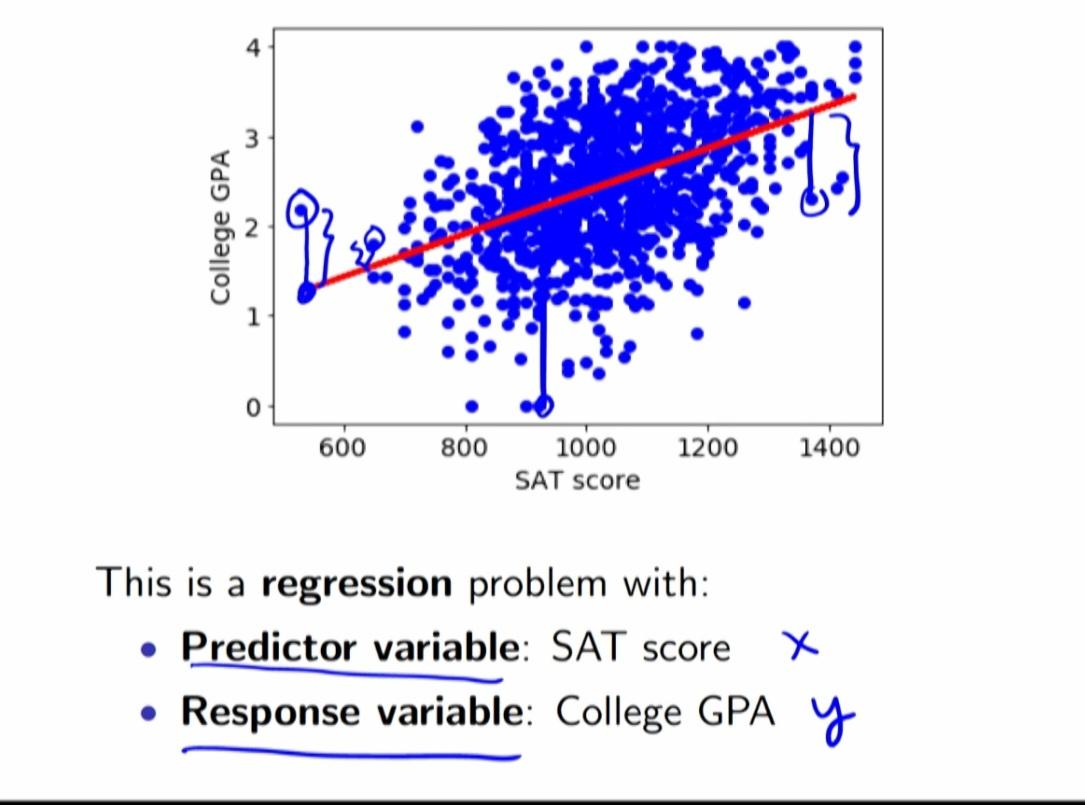 4
3
2
1
0
College GPA
600 800 1000 1200 1400
SAT score
This is a regression problem with:
• Predictor variable: SAT score x
• Response variable: College GPA y